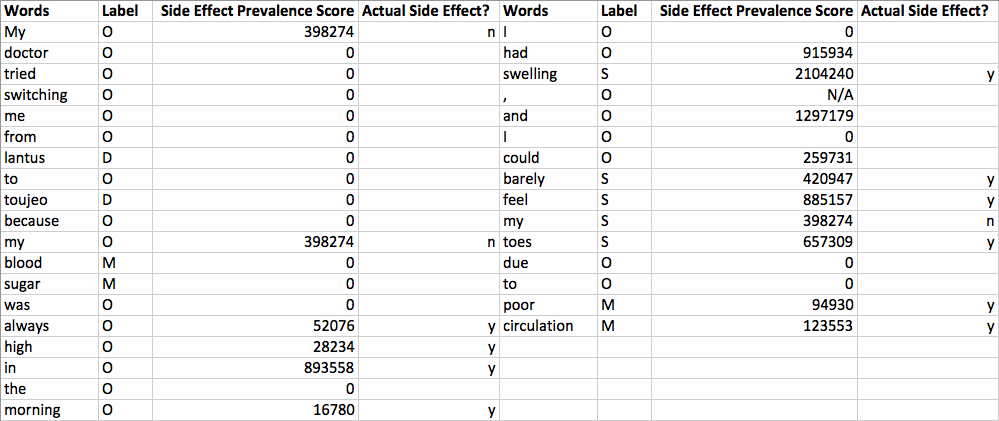 Words Label Side Effect Prevalence Score Actual Side Effect? Words Label Side Effect Prevalence Score Actual Side Effect?
My O 398274 n I O 0
doctor O 0 had O 915934
tried O 0 swelling S 2104240 y
switching O 0 , O N/A
me O 0 and O 1297179
from O 0 I O 0
lantus D 0 could O 259731
to O 0 barely S 420947 y
toujeo D 0 feel S 885157 y
because O 0 my S 398274 n
my O 398274 n toes S 657309 y
blood M 0 due O 0
sugar M 0 to O 0
was O 0 poor M 94930 y
always O 52076 y circulation M 123553 y
high O 28234 y
in O 893558 y
the O 0
morning O 16780 y